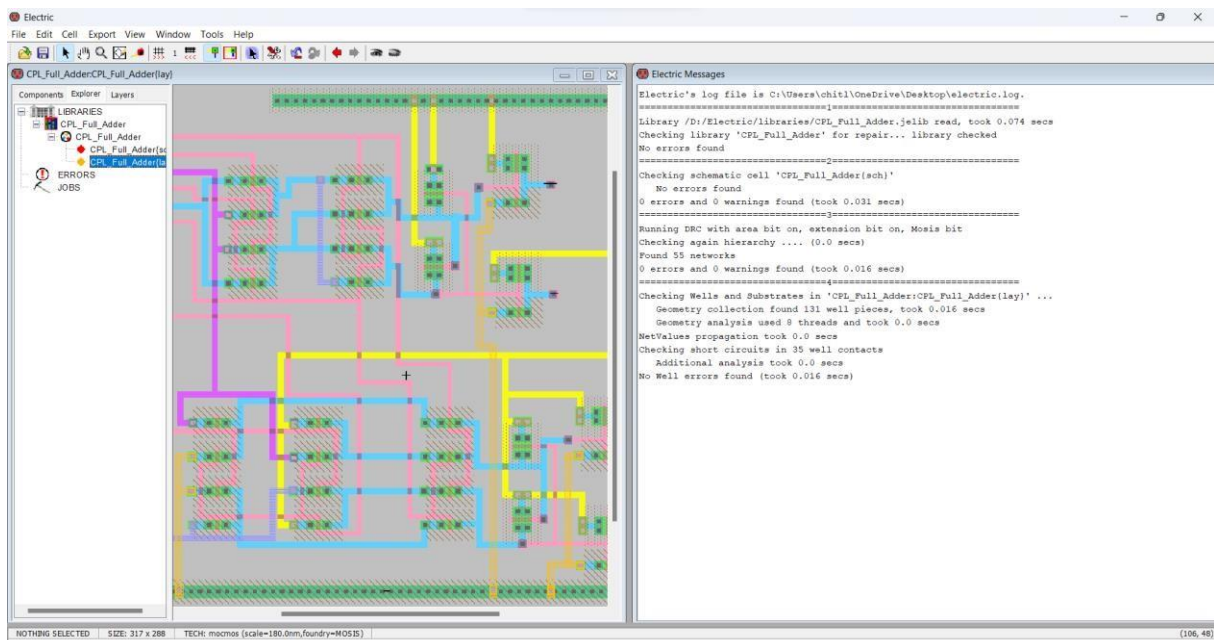 Electric
File Edit Cell Export View Window Tools Help
CPL_Full_Adder:CPL_Full_Adder{lay}
Components Explorer Layers
LIBRARIES
CPL_Full_Adder
CPL_Full_Adder
CPL_Full_Adder{sc
CPL_Full_Adder{la
ERRORS
JOBS
Electric Messages
Electric's log file is C:\Users\chitl\OneDrive\Desktop\electric.log.
=================================1=================================
Library /D:/Electric/libraries/CPL_Full_Adder.jelib read, took 0.074 secs
Checking library 'CPL_Full_Adder' for repair... library checked
No errors found
=================================2=================================
Checking schematic cell 'CPL_Full_Adder{sch}'
No errors found
0 errors and 0 warnings found (took 0.031 secs)
=================================3=================================
Running DRC with area bit on, extension bit on, Mosis bit
Checking again hierarchy .... (0.0 secs)
Found 55 networks
0 errors and 0 warnings found (took 0.016 secs)
=================================4=================================
Checking Wells and Substrates in 'CPL_Full_Adder:CPL_Full_Adder{lay}' ...
Geometry collection found 131 well pieces, took 0.016 secs
Geometry analysis used 8 threads and took 0.0 secs
NetValues propagation took 0.0 secs
Checking short circuits in 35 well contacts
Additional analysis took 0.0 secs
No Well errors found (took 0.016 secs)
NOTHING SELECTED SIZE: 317 x 288 TECH: mocmos (scale=180.0nm,foundry=MOSIS) (106, 48)